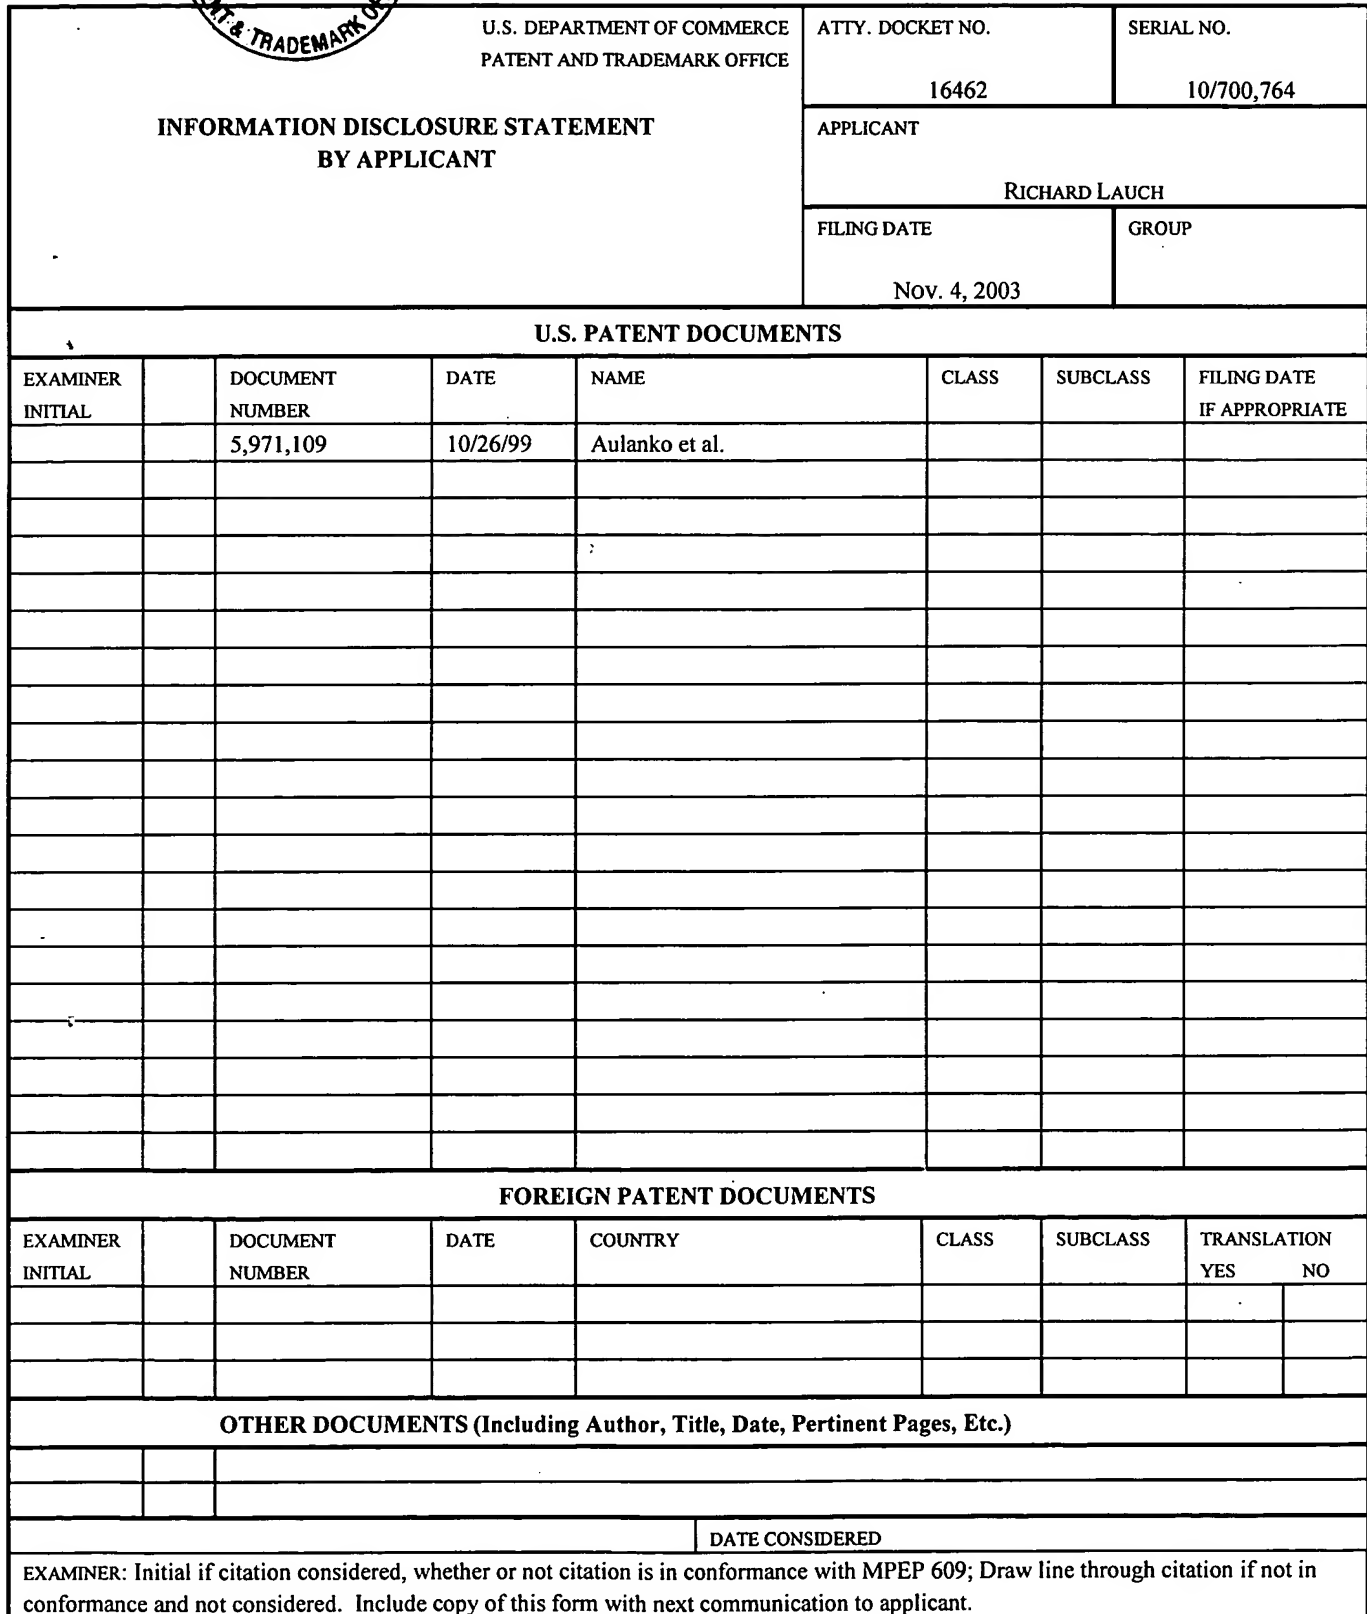 T. & TRADEMARK OF
U.S. DEPARTMENT OF COMMERCE
PATENT AND TRADEMARK OFFICE
INFORMATION DISCLOSURE STATEMENT
BY APPLICANT
ATTY. DOCKET NO.
16462
SERIAL NO.
10/700,764
APPLICANT
RICHARD LAUCH
FILING DATE
Nov. 4, 2003
GROUP
U.S. PATENT DOCUMENTS
EXAMINER
INITIAL
DOCUMENT
NUMBER
DATE
NAME
CLASS
SUBCLASS
FILING DATE
IF APPROPRIATE
5,971,109
10/26/99
Aulanko et al.
FOREIGN PATENT DOCUMENTS
EXAMINER
INITIAL
DOCUMENT
NUMBER
DATE
COUNTRY
CLASS
SUBCLASS
TRANSLATION
YES NO
OTHER DOCUMENTS (Including Author, Title, Date, Pertinent Pages, Etc.)
DATE CONSIDERED
EXAMINER: Initial if citation considered, whether or not citation is in conformance with MPEP 609; Draw line through citation if not in
conformance and not considered. Include copy of this form with next communication to applicant.